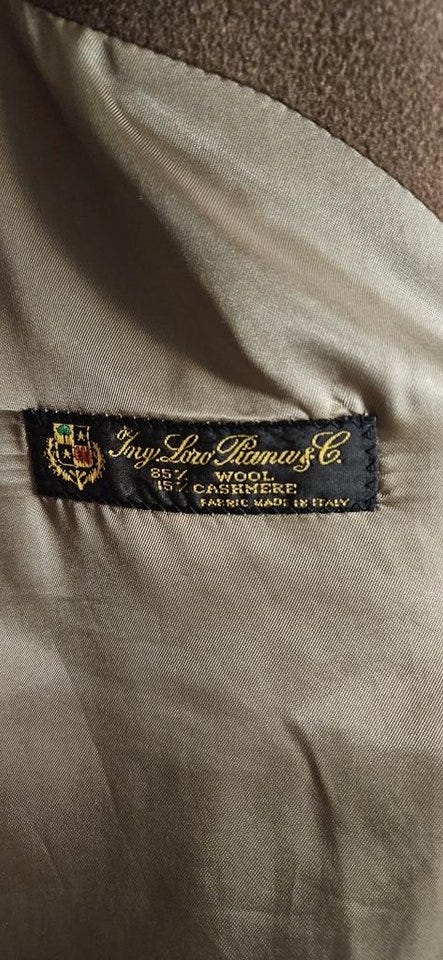 Ing. Loro Piana & C.
85% WOOL
15% CASHMERE
FABRIC MADE IN ITALY